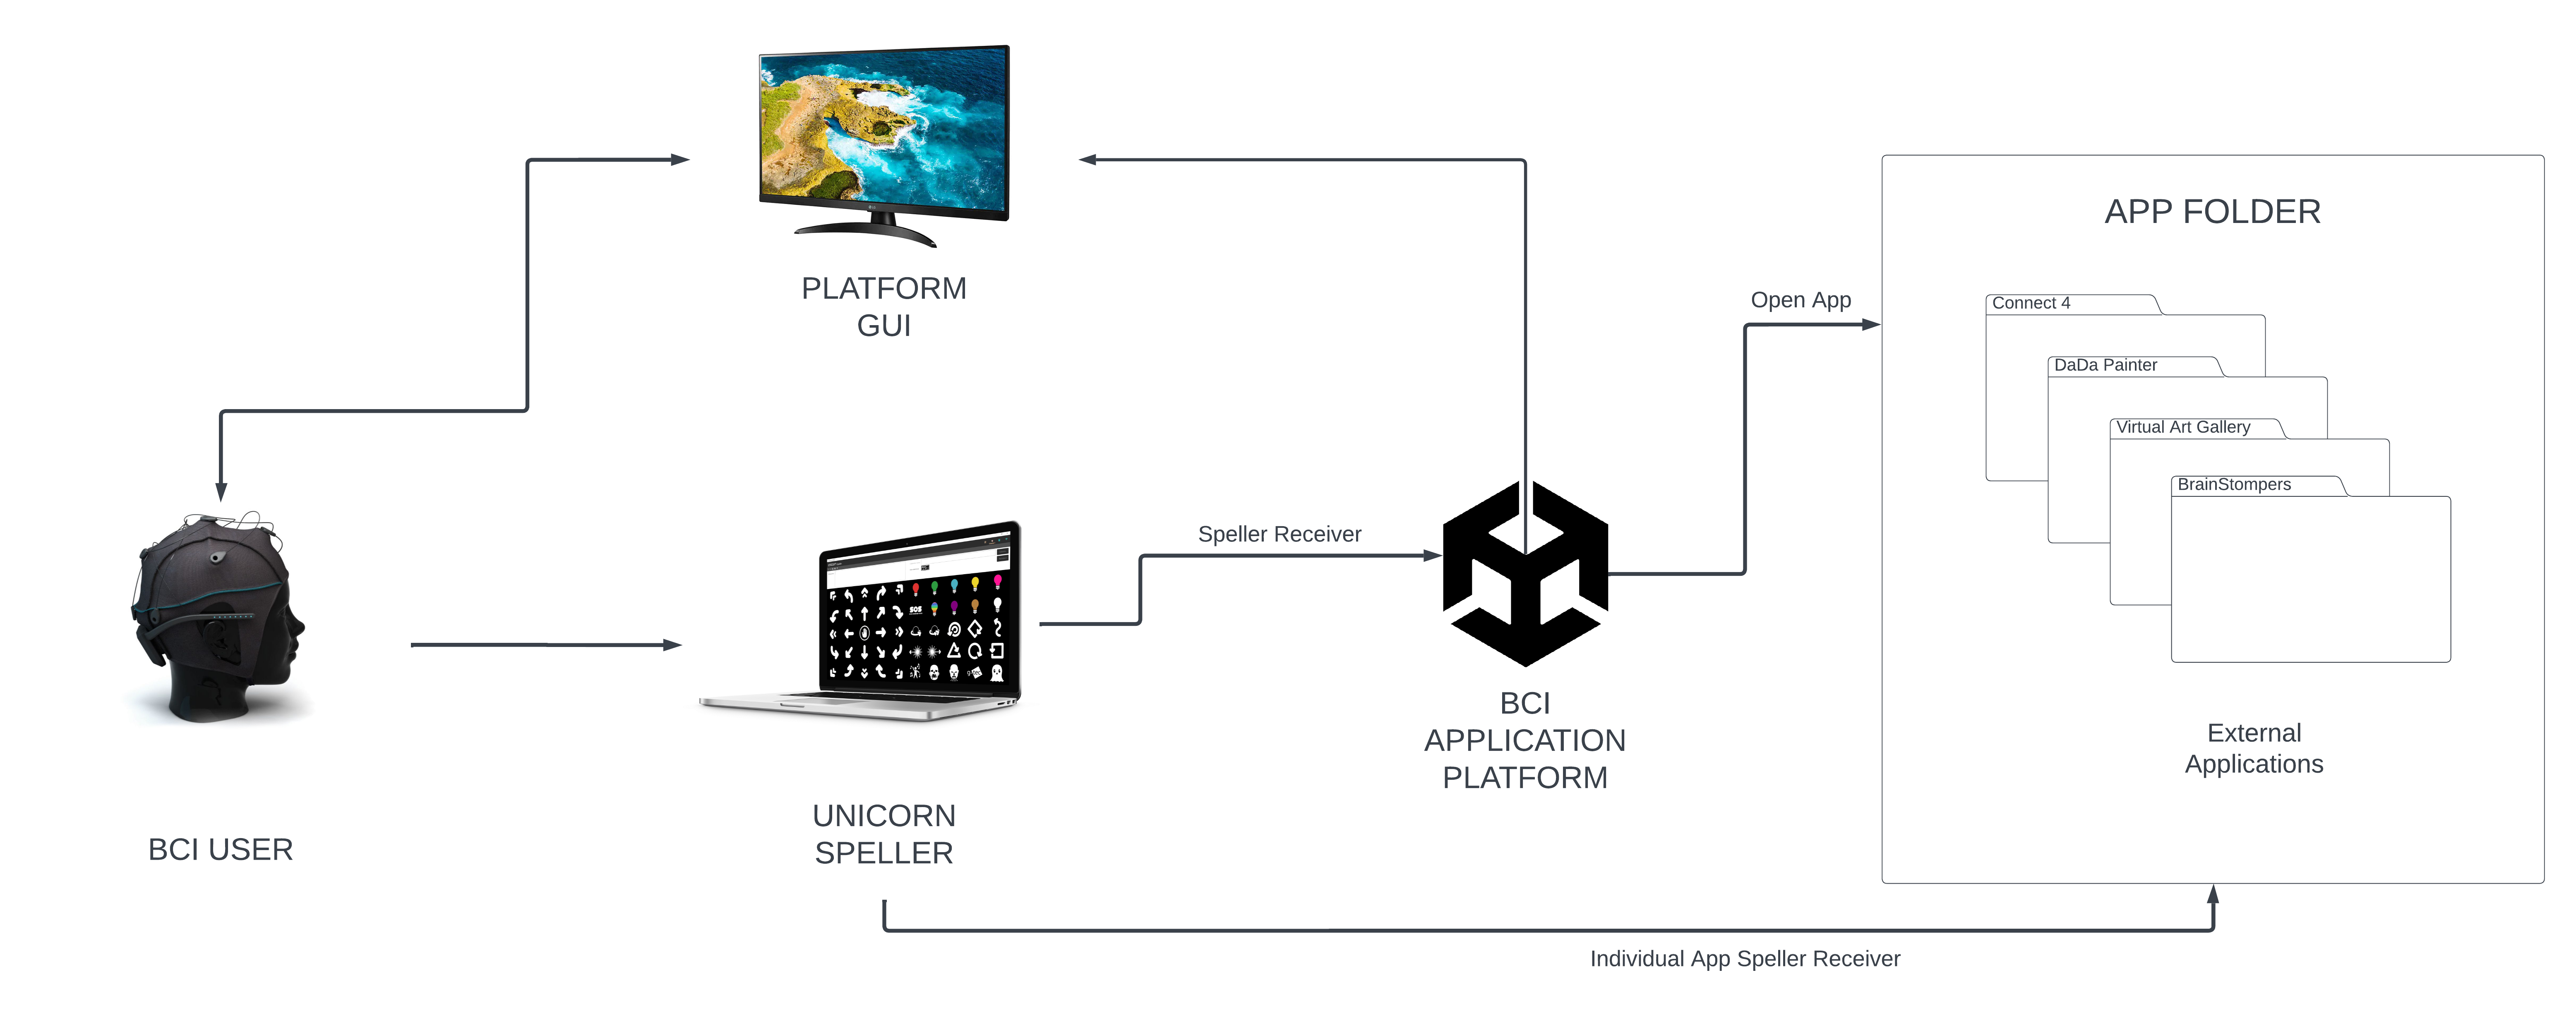 PLATFORM
GUI
APP FOLDER
Open App
Connect 4
DaDa Painter
Virtual Art Gallery
BrainStompers
External
Applications
Speller Receiver
SOS
BCI
APPLICATION
PLATFORM
UNICORN
SPELLER
BCI USER
Individual App Speller Receiver